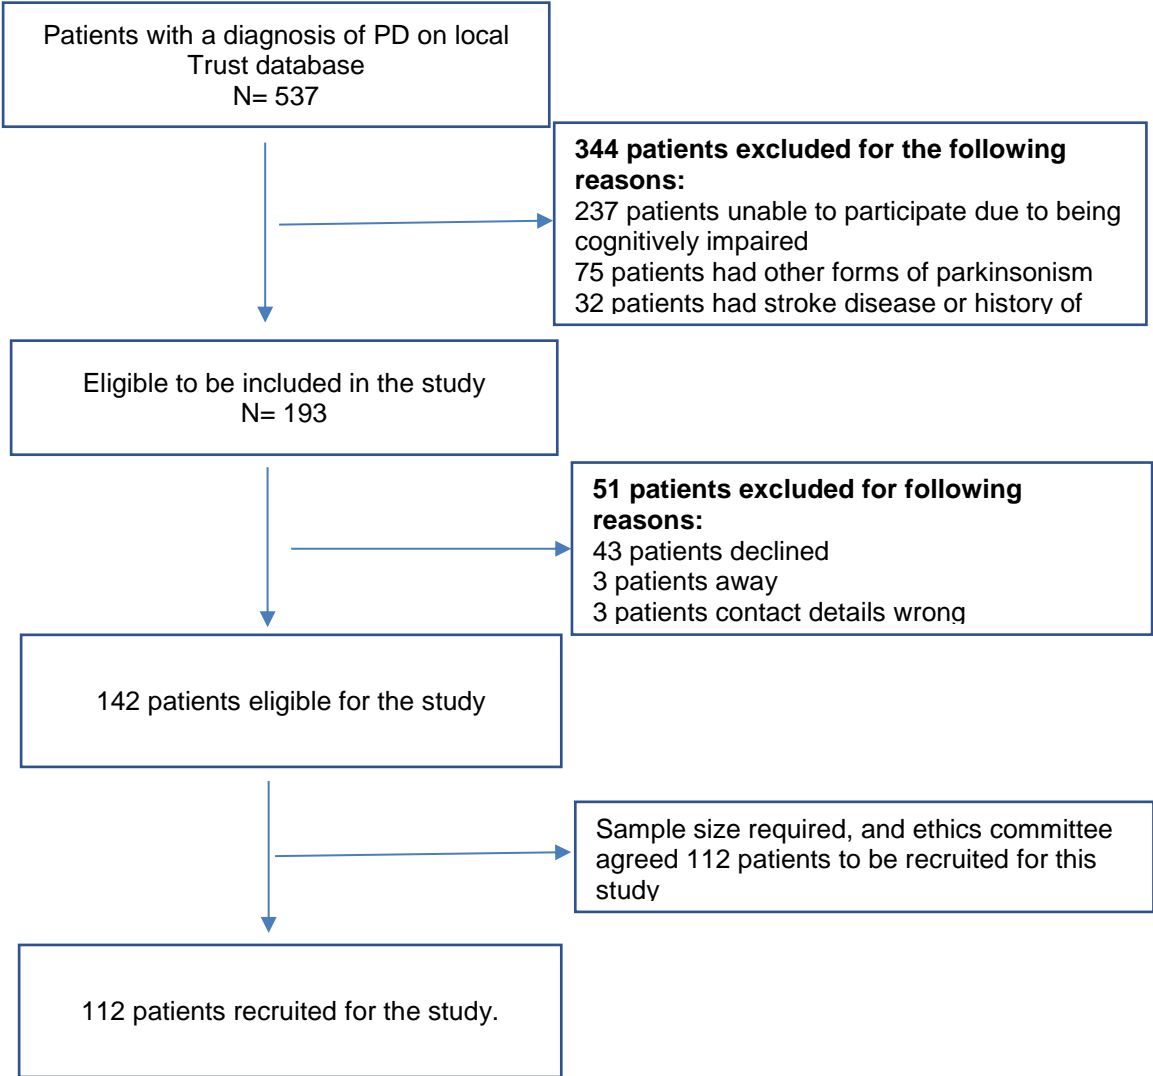 Patients with a diagnosis of PD on local
Trust database
N= 537
344 patients excluded for the following
reasons:
237 patients unable to participate due to being
cognitively impaired
75 patients had other forms of parkinsonism
32 patients had stroke disease or history of
Eligible to be included in the study
N= 193
51 patients excluded for following
reasons:
43 patients declined
3 patients away
3 patients contact details wrong
142 patients eligible for the study
Sample size required, and ethics committee
agreed 112 patients to be recruited for this
study
112 patients recruited for the study.